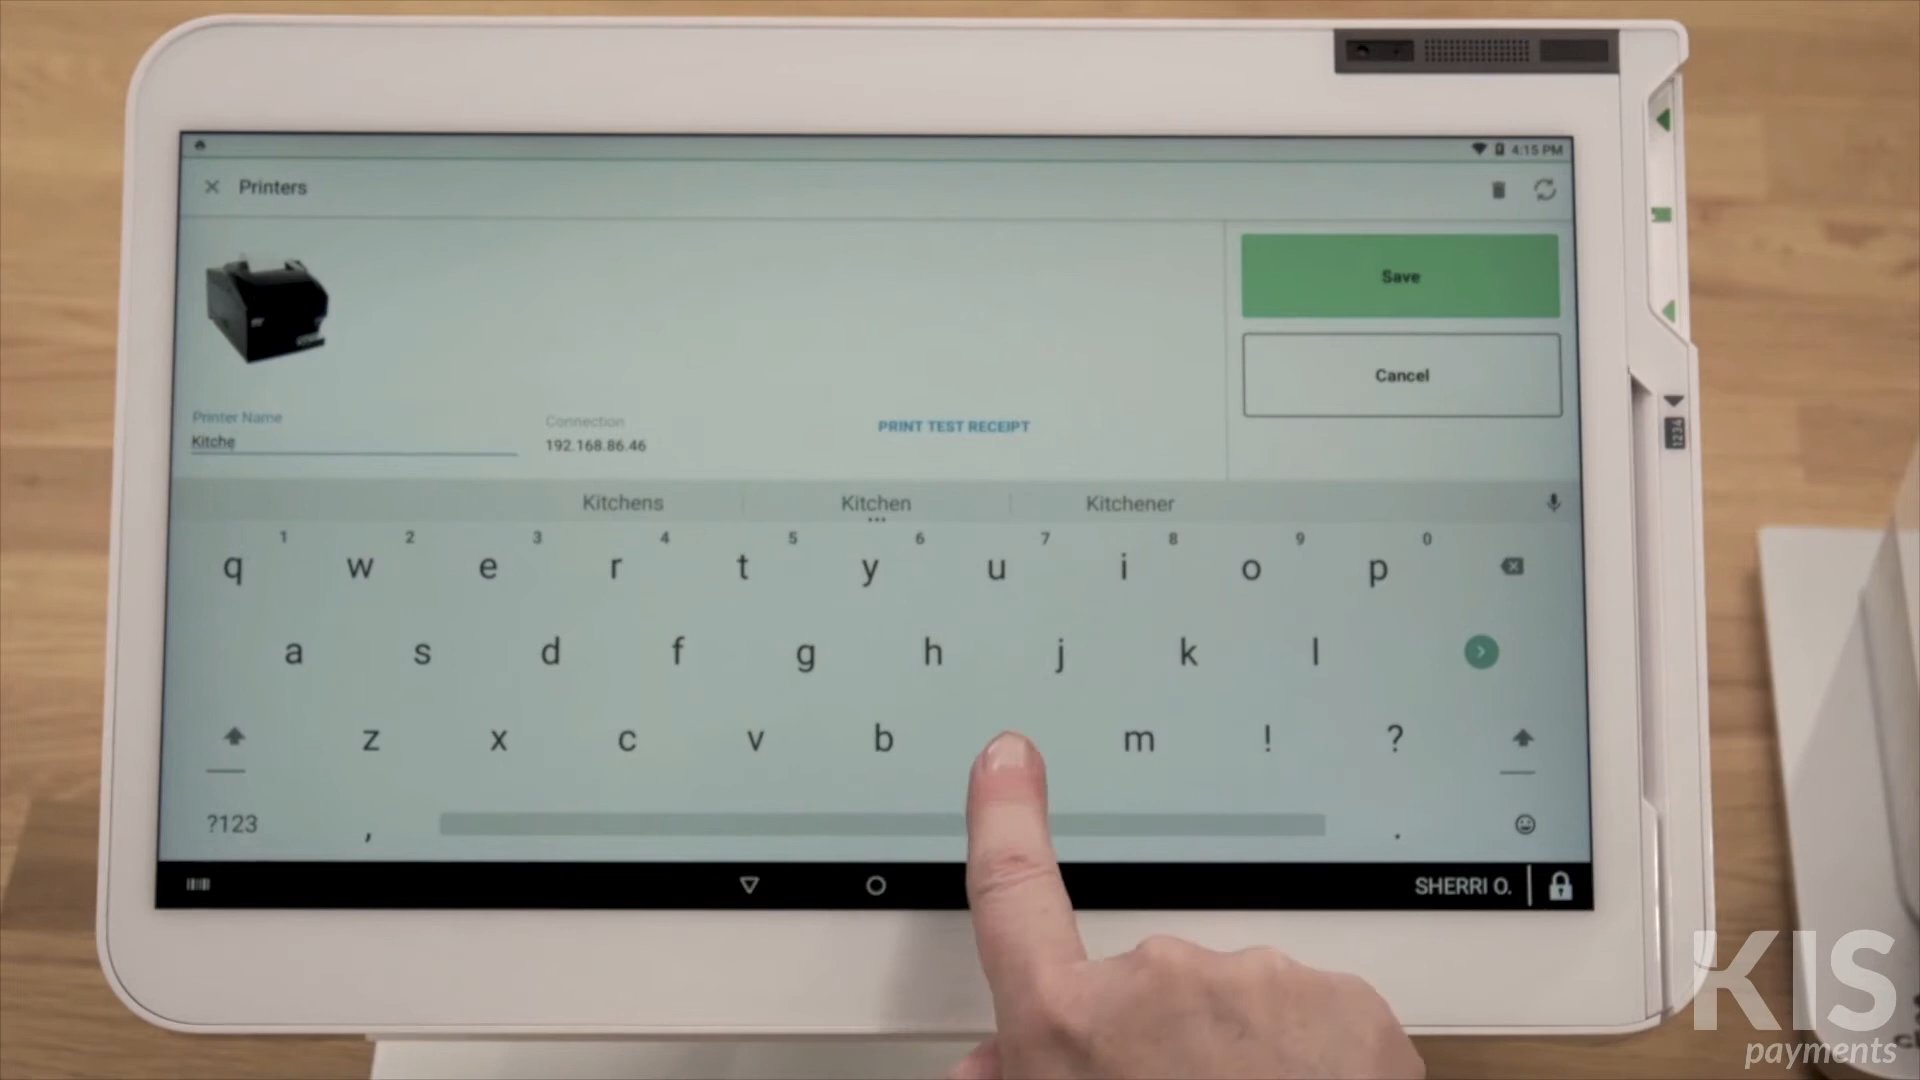 4:15 PM
Printers
Save
Cancel
Printer Name
Kitche
Connection
192.168.86.46
PRINT TEST RECEIPT
Kitchens Kitchen Kitchener
1 2 3 4 5 6 7 8 9 0
q w e r t y u i o p
a s d f g h j k l
z x c v b m ! ?
?123 , .
SHERRI O.
1234
KIS
payments